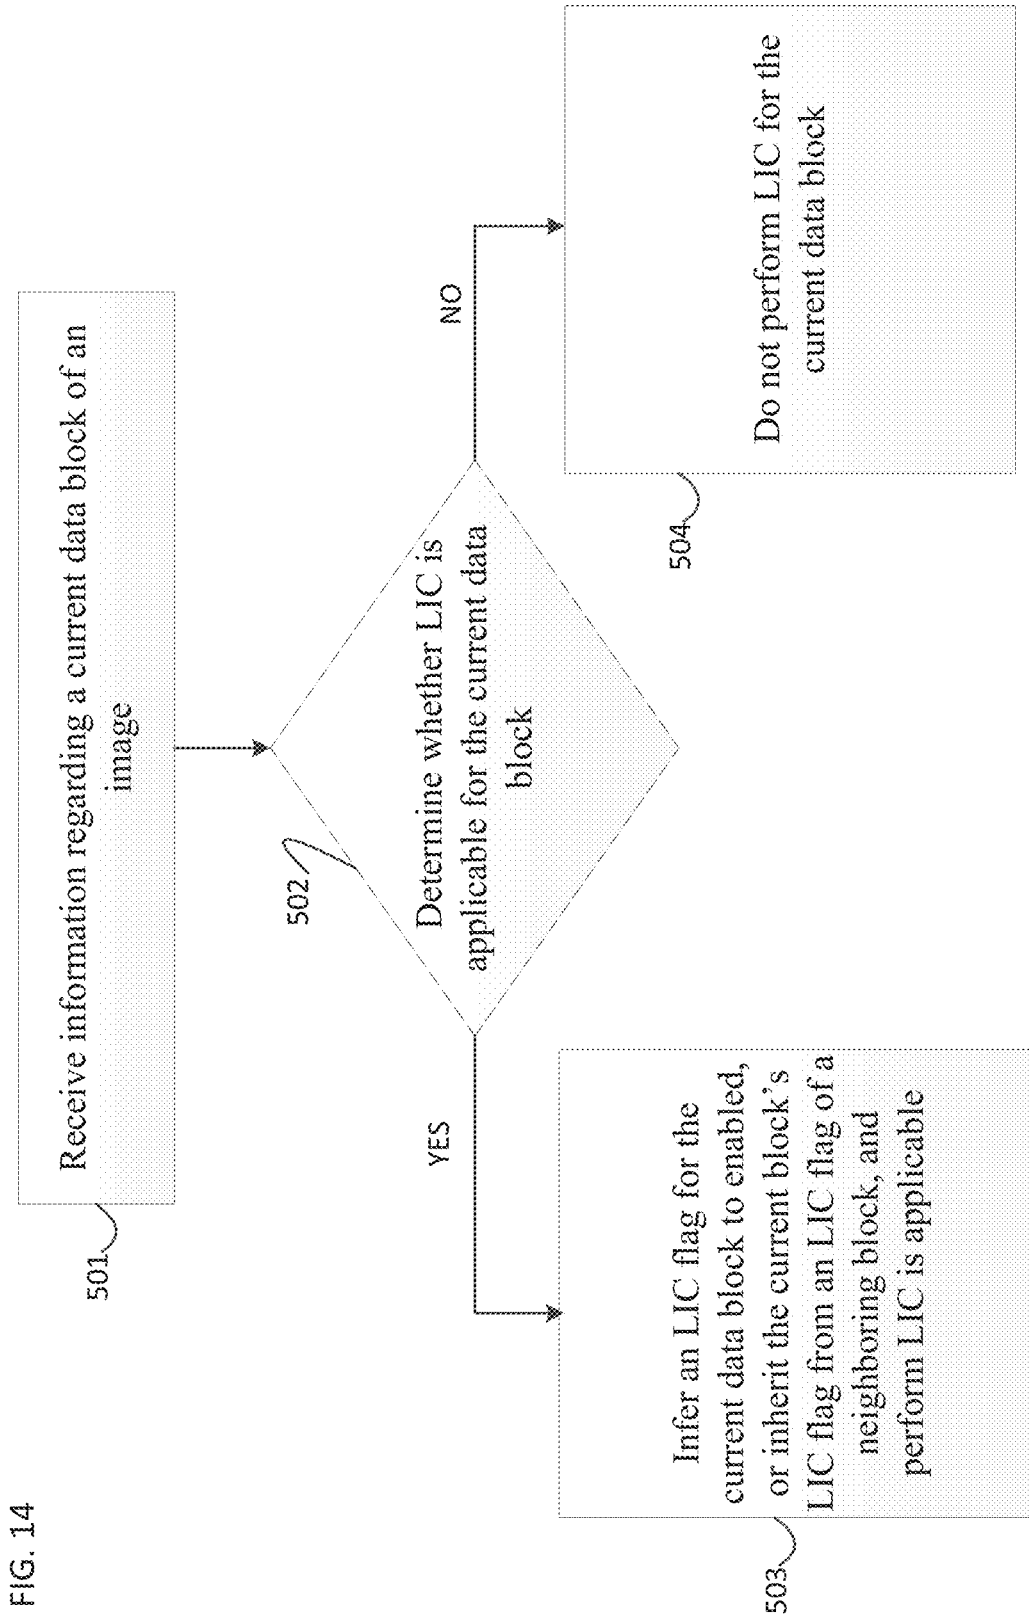 FIG. 14
501
Receive information regarding a current data block of an
image
502
Determine whether LIC is
applicable for the current data
block
YES
NO
503
Infer an LIC flag for the
current data block to enabled,
or inherit the current block’s
LIC flag from an LIC flag of a
neighboring block, and
perform LIC is applicable
504
Do not perform LIC for the
current data block